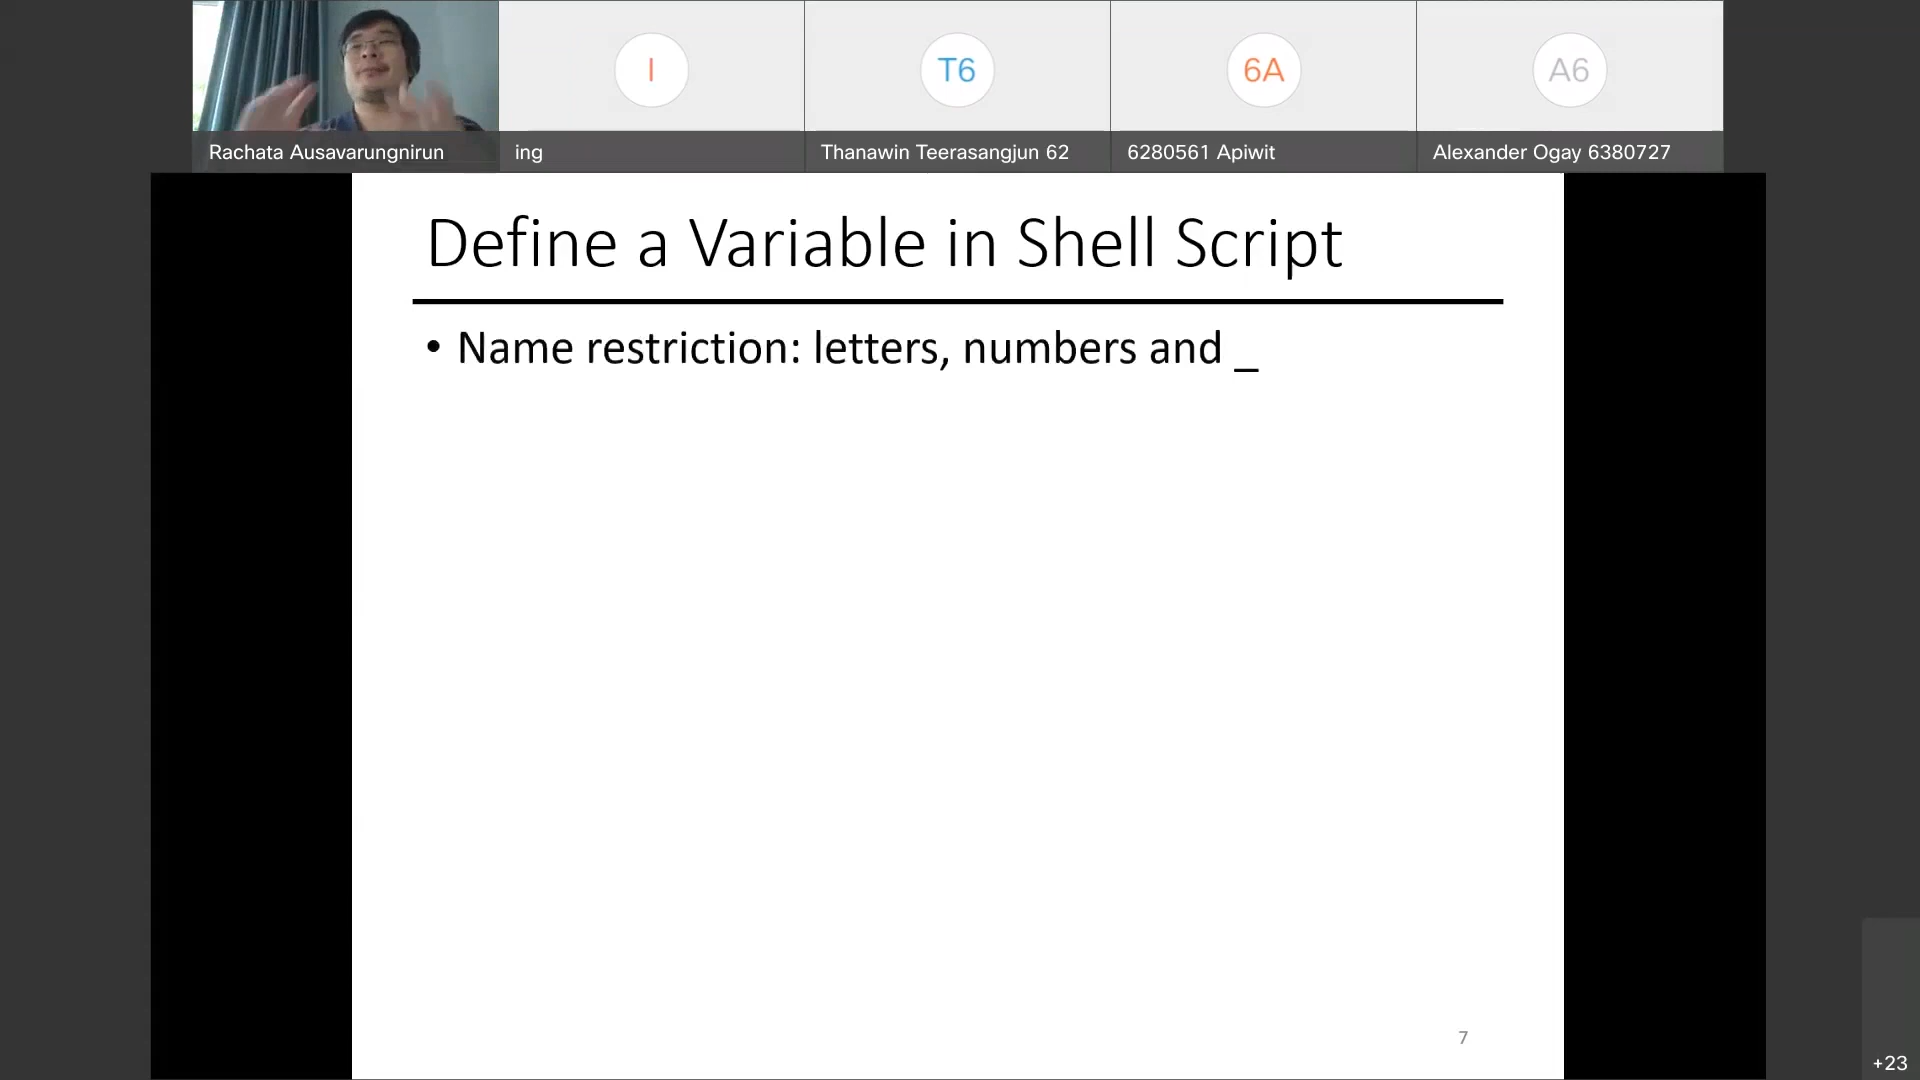 I
T6
6A
A6
Rachata Ausavarungnirun
ing
Thanawin Teerasangjun 62
6280561 Apiwit
Alexander Ogay 6380727
Define a Variable in Shell Script
• Name restriction: letters, numbers and _
7
+23